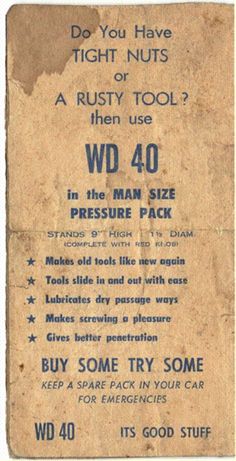 Do You Have
TIGHT NUTS
or
A RUSTY TOOL?
then use
WD 40
in the MAN SIZE
PRESSURE PACK
STANDS 9" HIGH : 1½ DIAM.
(COMPLETE WITH RED KNOB)
★ Makes old tools like new again
★ Tools slide in and out with ease
★ Lubricates dry passage ways
★ Makes screwing a pleasure
★ Gives better penetration
BUY SOME TRY SOME
KEEP A SPARE PACK IN YOUR CAR
FOR EMERGENCIES
WD 40 ITS GOOD STUFF